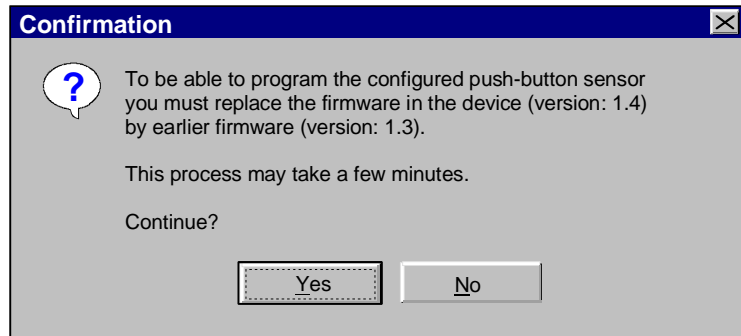 Confirmation
?
To be able to program the configured push-button sensor
you must replace the firmware in the device (version: 1.4)
by earlier firmware (version: 1.3).
This process may take a few minutes.
Continue?
Yes
No